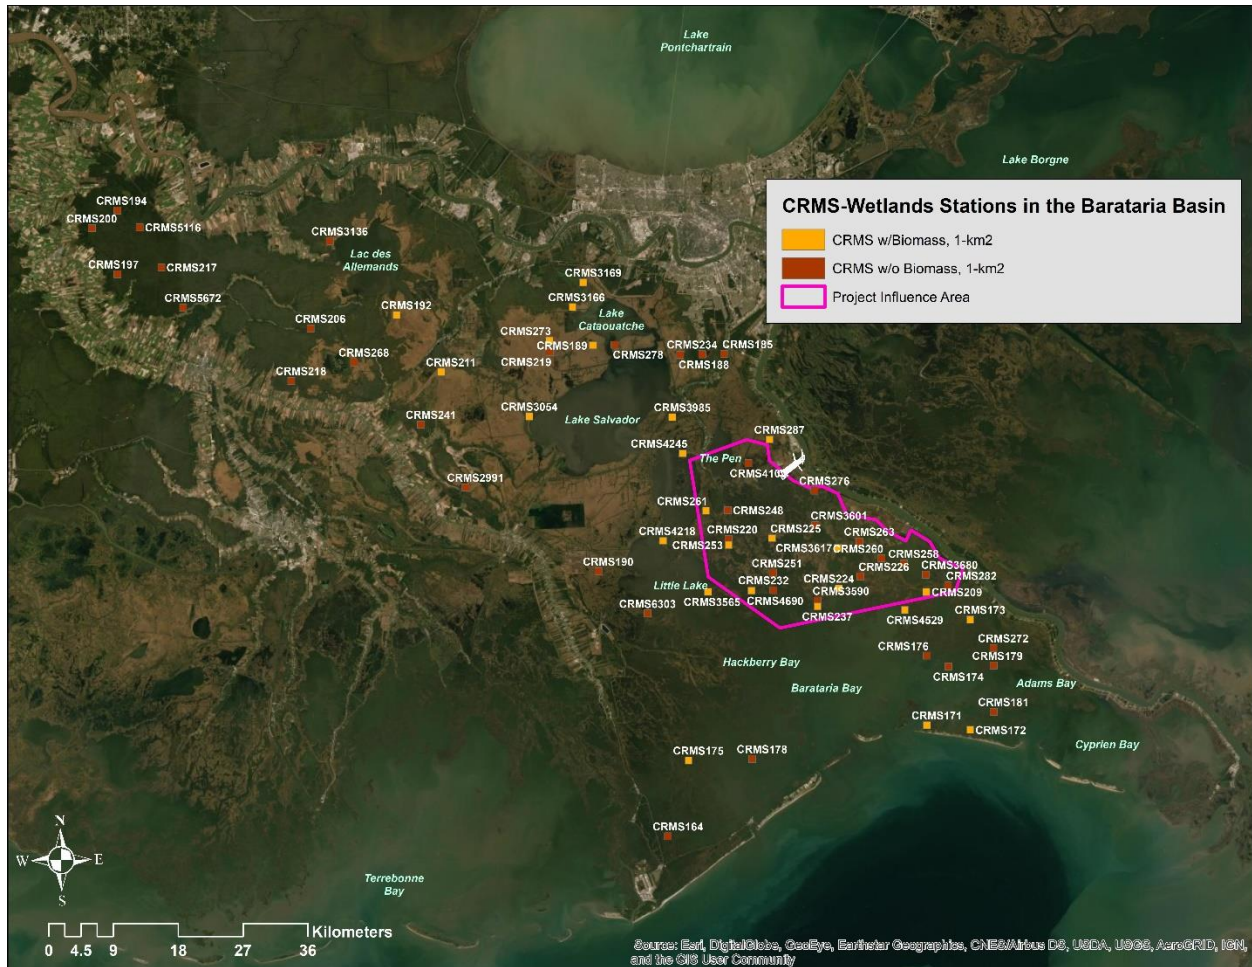 Lake
Pontchartrain
Lake Borgne
CRMS-Wetlands Stations in the Barataria Basin
CRMS w/Biomass, 1-km2
CRMS w/o Biomass, 1-km2
Project Influence Area
CRMS194
CRMS200
CRMS5116
CRMS3136
Lac des
Allemands
CRMS197
CRMS217
CRMS5672
CRMS192
CRMS206
CRMS3169
CRMS3166
Lake
Cataouatche
CRMS273
CRMS189
CRMS219
CRMS278
CRMS234
CRMS185
CRMS188
CRMS268
CRMS218
CRMS211
CRMS241
CRMS3054
Lake Salvador
CRMS3985
CRMS287
CRMS4245
The Pen
CRMS2991
CRMS276
CRMS261
CRMS248
CRMS3601
CRMS225
CRMS263
CRMS220
CRMS4218
CRMS253
CRMS3617
CRMS260
CRMS258
CRMS190
CRMS251
CRMS226
CRMS3680
CRMS232
CRMS224
CRMS282
Little Lake
CRMS3565
CRMS4690
CRMS3590
CRMS209
CRMS6303
CRMS237
CRMS4529
CRMS173
CRMS176
CRMS272
Hackberry Bay
CRMS179
CRMS174
Adams Bay
Barataria Bay
CRMS181
CRMS171
CRMS172
Cyprien Bay
CRMS175
CRMS178
CRMS164
Terrebonne
Bay
N
W
E
S
Kilometers
0 4.5 9 18 27 36
Source: Esri, DigitalGlobe, GeoEye, Earthstar Geographics, CNES/Airbus DS, USDA, USGS, AeroGRID, IGN,
and the GIS User Community